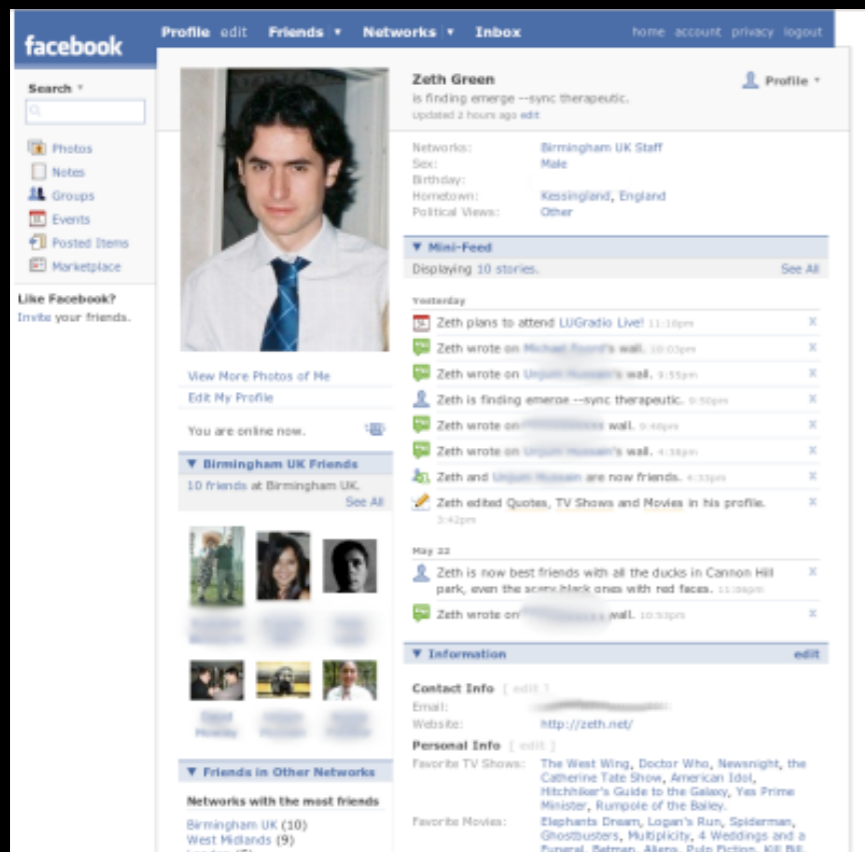 facebook
Profile edit Friends ▼ Networks ▼ Inbox
home account privacy logout
Search ▼
Photos
Notes
Groups
Events
Posted Items
Marketplace
Like Facebook?
Invite your friends.
View More Photos of Me
Edit My Profile
You are online now.
▼ Birmingham UK Friends
10 friends at Birmingham UK.
See All
▼ Friends in Other Networks
Networks with the most friends
Birmingham UK (10)
West Midlands (9)
Zeth Green
is finding emerge --sync therapeutic.
Updated 2 hours ago edit
Profile ▼
Networks: Birmingham UK Staff
Sex: Male
Birthday:
Hometown: Kessingland, England
Political Views: Other
▼ Mini-Feed
Displaying 10 stories. See All
Yesterday
Zeth plans to attend LUGradio Live! 11:10pm
Zeth wrote on wall. 10:03pm
Zeth wrote on wall. 9:55pm
Zeth is finding emerge --sync therapeutic. 9:50pm
Zeth wrote on wall. 9:48pm
Zeth wrote on wall. 4:38pm
Zeth and are now friends. 4:33pm
Zeth edited Quotes, TV Shows and Movies in his profile.
3:42pm
May 22
Zeth is now best friends with all the ducks in Cannon Hill
park, even the scary black ones with red faces. 11:06pm
Zeth wrote on wall. 10:53pm
▼ Information edit
Contact Info [ edit ]
Email:
Website: http://zeth.net/
Personal Info [ edit ]
Favorite TV Shows: The West Wing, Doctor Who, Newsnight, the
Catherine Tate Show, American Idol,
Hitchhiker's Guide to the Galaxy, Yes Prime
Minister, Rumpole of the Bailey.
Favorite Movies: Elephants Dream, Logan's Run, Spiderman,
Ghostbusters, Multiplicity, 4 Weddings and a
Funeral, Batman, Aliens, Pulp Fiction, Kill Bill,